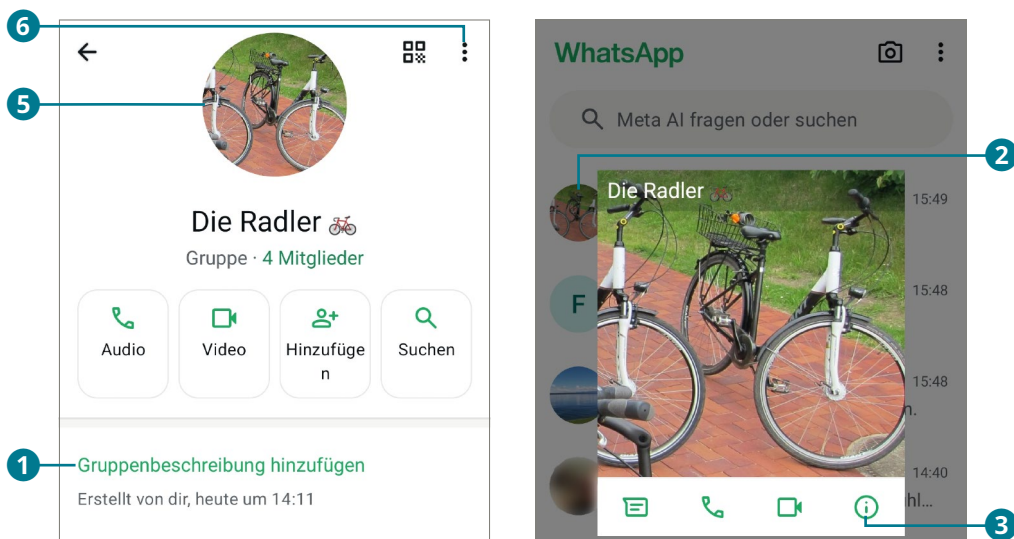 6
5
Die Radler 🚲
Gruppe · 4 Mitglieder
Audio
Video
Hinzufüge
n
Suchen
1
Gruppenbeschreibung hinzufügen
Erstellt von dir, heute um 14:11
WhatsApp
Meta AI fragen oder suchen
2
Die Radler 🚲
15:49
F
15:48
15:48
n.
14:40
hl...
3